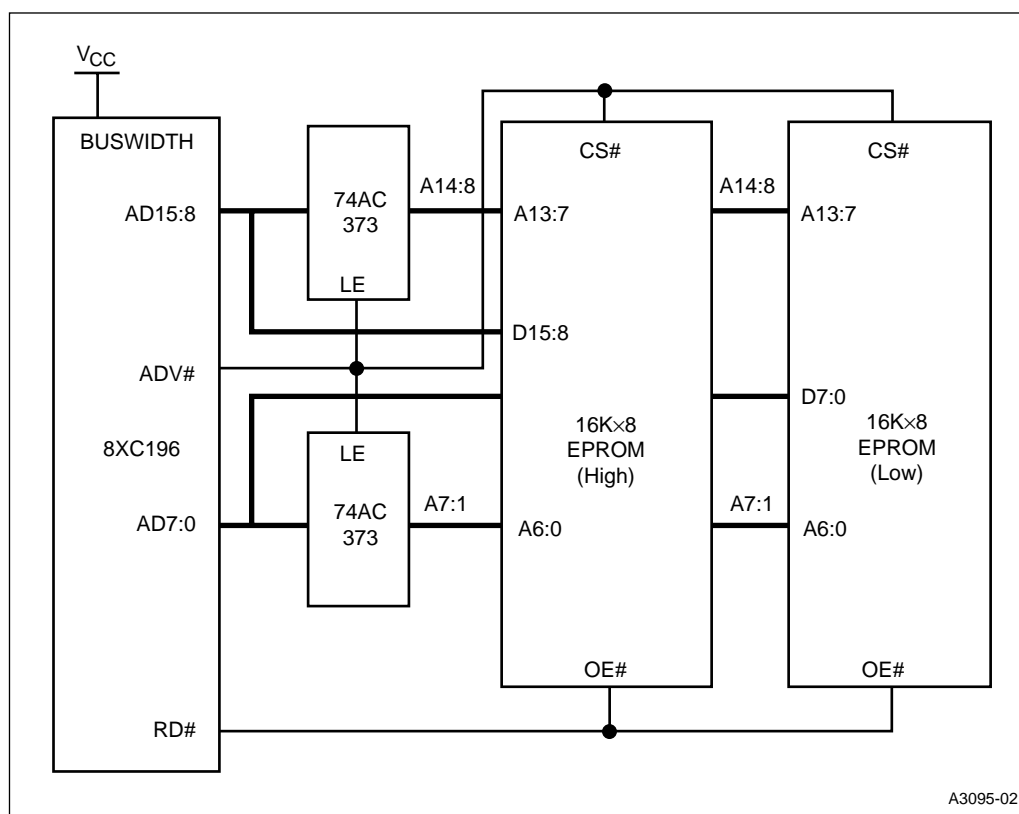 VCC
BUSWIDTH
AD15:8
ADV#
8XC196
AD7:0
RD#
74AC
373
LE
LE
74AC
373
A14:8
A7:1
CS#
A13:7
D15:8
16K×8
EPROM
(High)
A6:0
OE#
A14:8
A7:1
CS#
A13:7
D7:0
16K×8
EPROM
(Low)
A6:0
OE#
A3095-02